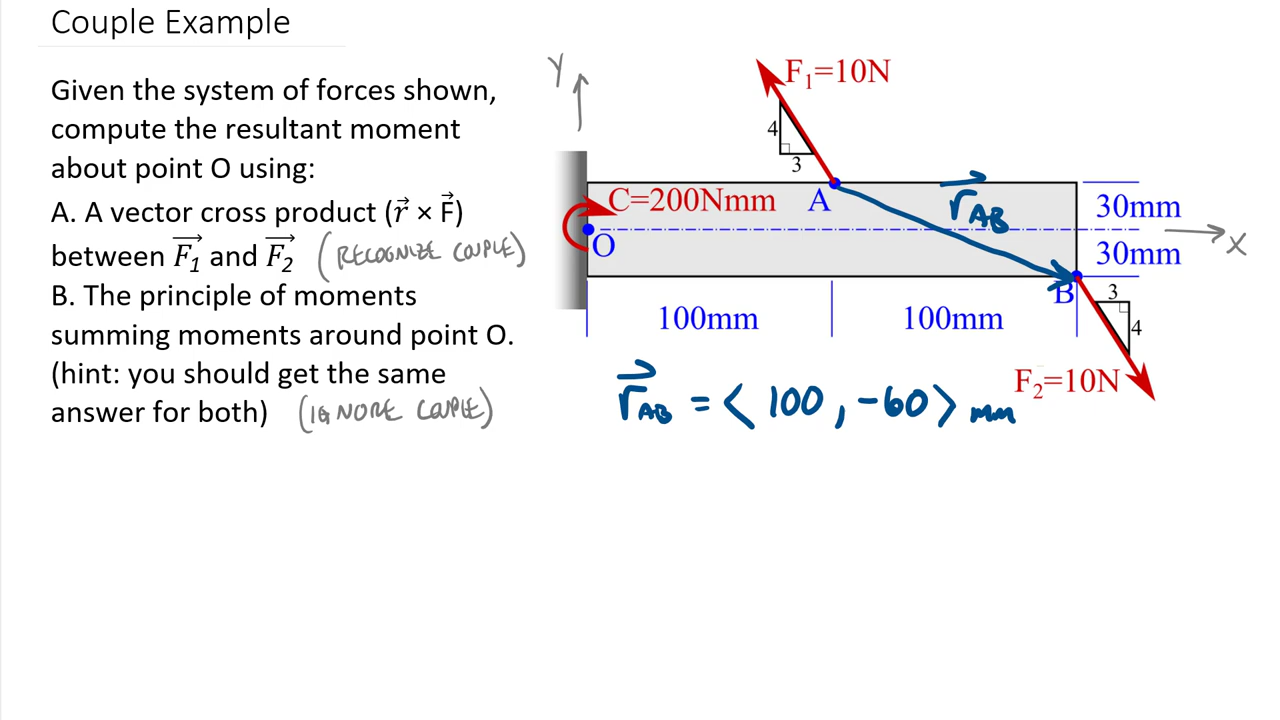 Couple Example
Given the system of forces shown,
compute the resultant moment
about point O using:
A. A vector cross product (r⃗ × F⃗)
between F₁⃗ and F₂⃗ (RECOGNIZE COUPLE)
B. The principle of moments
summing moments around point O.
(hint: you should get the same
answer for both) (IGNORE COUPLE)
Y
F₁=10N
4
3
C=200Nmm
A
r⃗AB
30mm
O
X
30mm
B
3
4
100mm
100mm
F₂=10N
r⃗AB = < 100, -60> mm